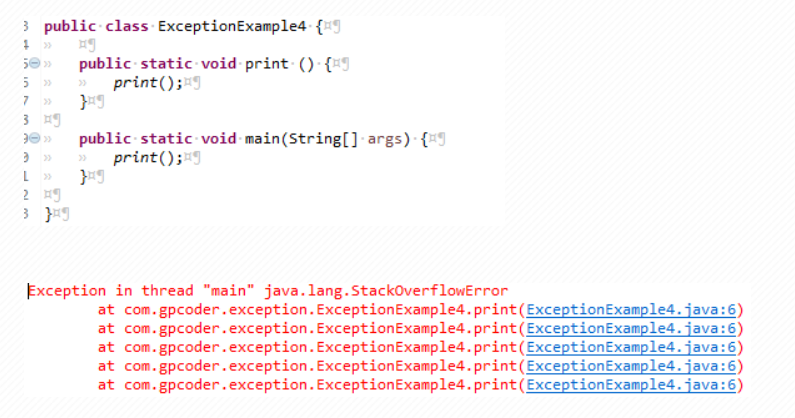 3 public class ExceptionExample4 {¤¶
4 » ¤¶
5 » public static void print () {¤¶
6 » » print();¤¶
7 » }¤¶
8 ¤¶
9 » public static void main(String[] args) {¤¶
0 » » print();¤¶
1 » }¤¶
2 ¤¶
3 }¤¶
Exception in thread "main" java.lang.StackOverflowError
at com.gpcoder.exception.ExceptionExample4.print(ExceptionExample4.java:6)
at com.gpcoder.exception.ExceptionExample4.print(ExceptionExample4.java:6)
at com.gpcoder.exception.ExceptionExample4.print(ExceptionExample4.java:6)
at com.gpcoder.exception.ExceptionExample4.print(ExceptionExample4.java:6)
at com.gpcoder.exception.ExceptionExample4.print(ExceptionExample4.java:6)